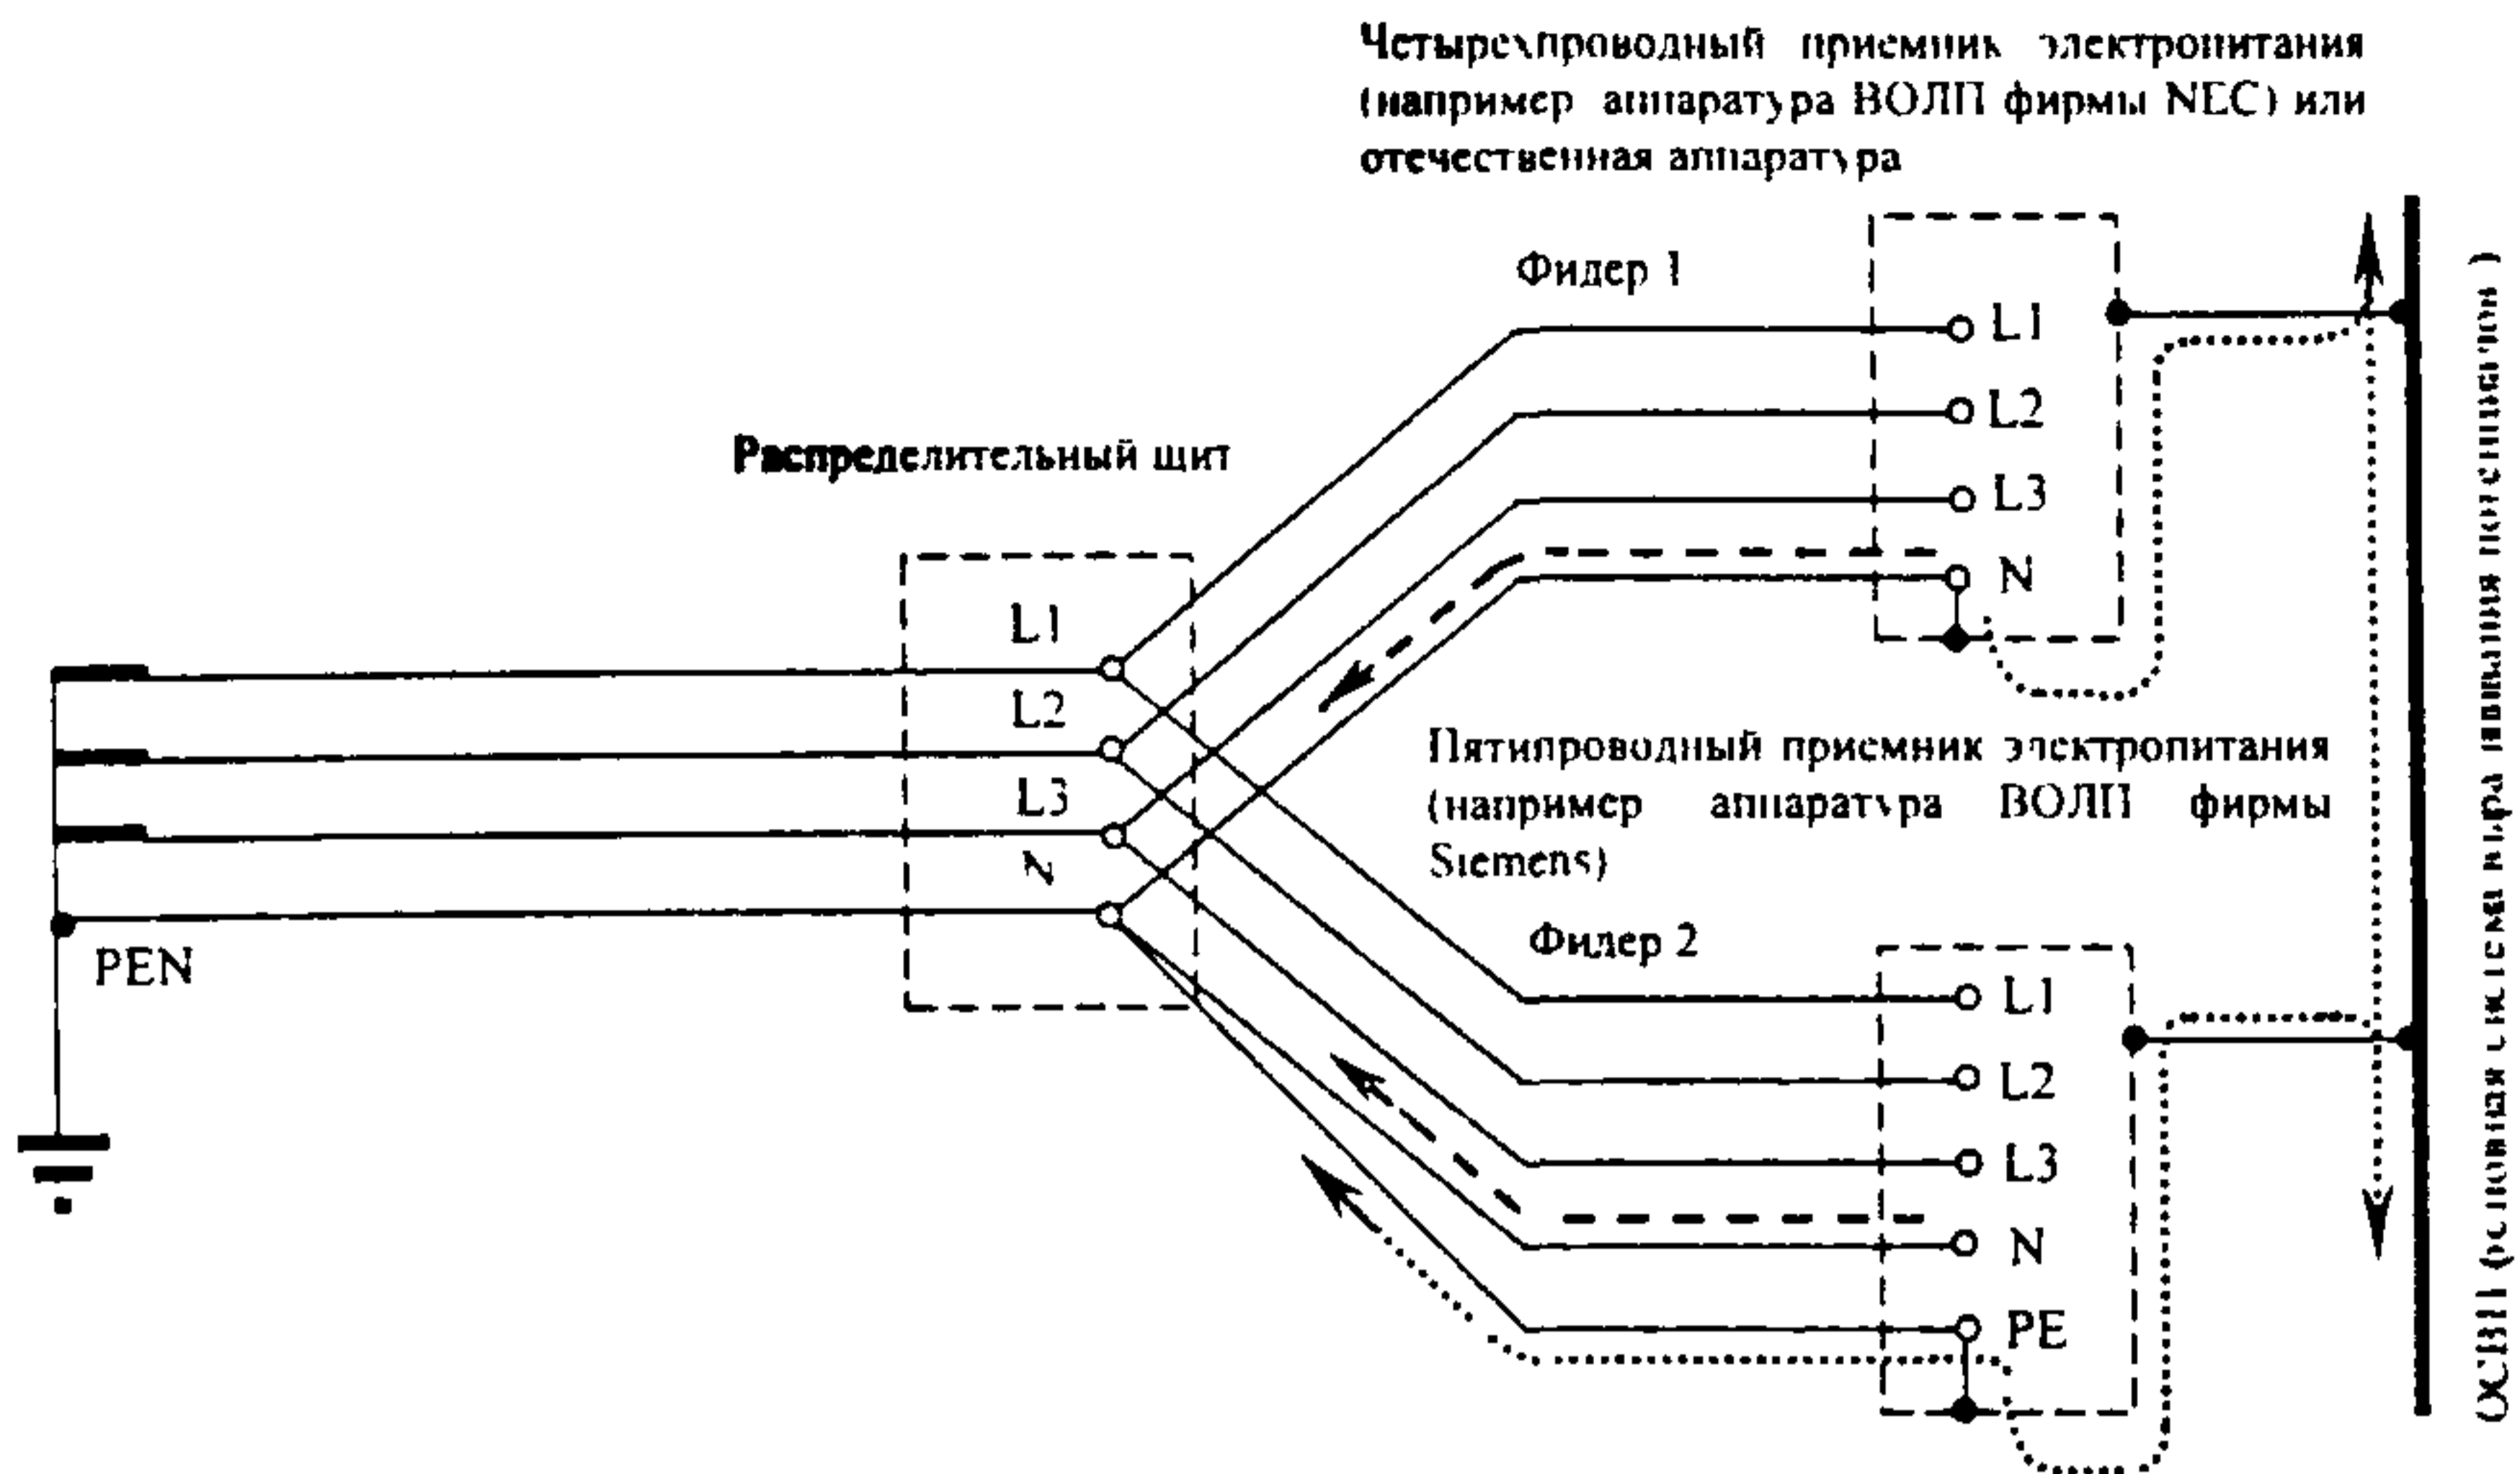 Четырехпроводный приемник электропитания
(например аппаратура ВОЛП фирмы NEC) или
отечественная аппаратура
Фидер 1
L1
L2
L3
N
Распределительный щит
L1
L2
L3
N
PEN
Пятипроводный приемник электропитания
(например аппаратура ВОЛП фирмы
Siemens)
Фидер 2
L1
L2
L3
N
PE
(основная система выравнивания потенциалов)